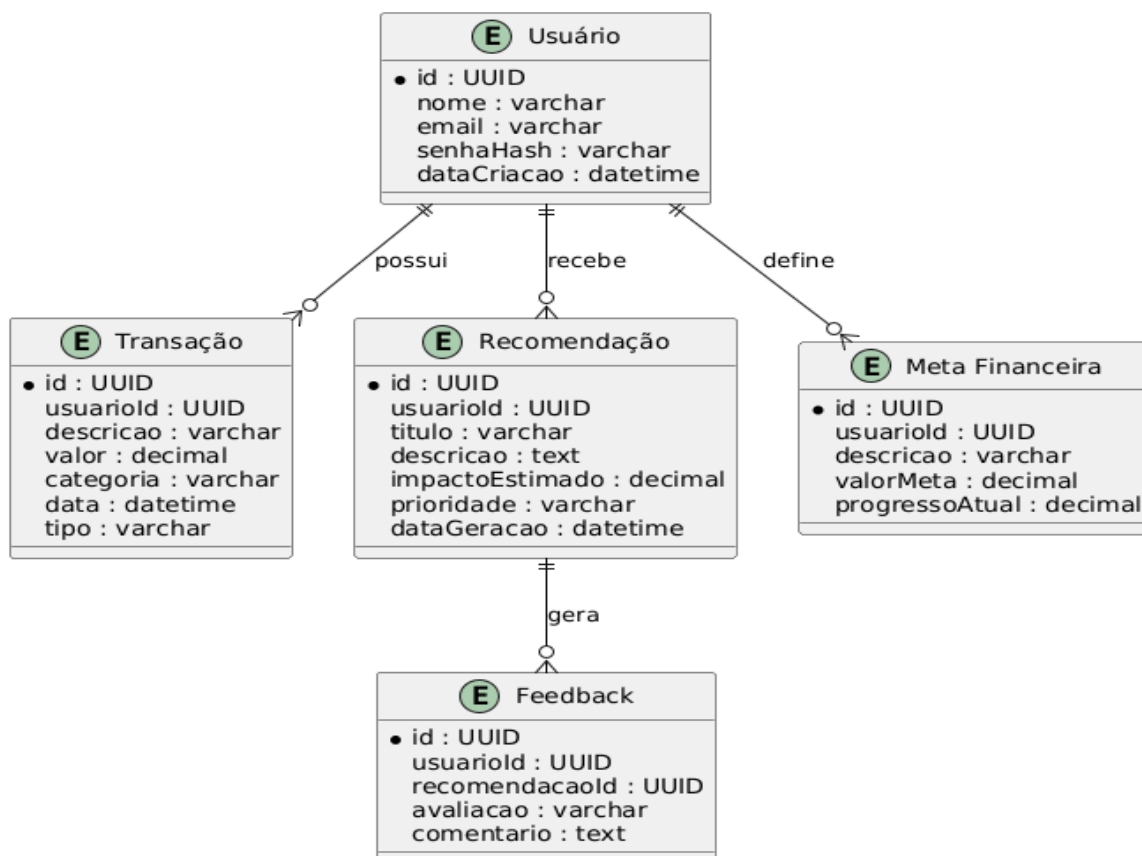 E Usuário
id : UUID
nome : varchar
email : varchar
senhaHash : varchar
dataCriacao : datetime
possui
recebe
define
E Transação
id : UUID
usuarioId : UUID
descricao : varchar
valor : decimal
categoria : varchar
data : datetime
tipo : varchar
E Recomendação
id : UUID
usuarioId : UUID
titulo : varchar
descricao : text
impactoEstimado : decimal
prioridade : varchar
dataGeracao : datetime
E Meta Financeira
id : UUID
usuarioId : UUID
descricao : varchar
valorMeta : decimal
progressoAtual : decimal
gera
E Feedback
id : UUID
usuarioId : UUID
recomendacaoId : UUID
avaliacao : varchar
comentario : text